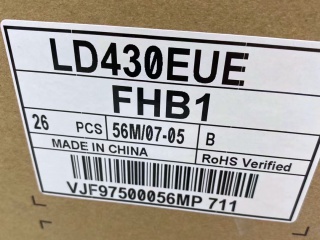 LD430EUE
FHB1
26 PCS 56M/07-05 B
MADE IN CHINA RoHS Verified
VJF97500056MP 711